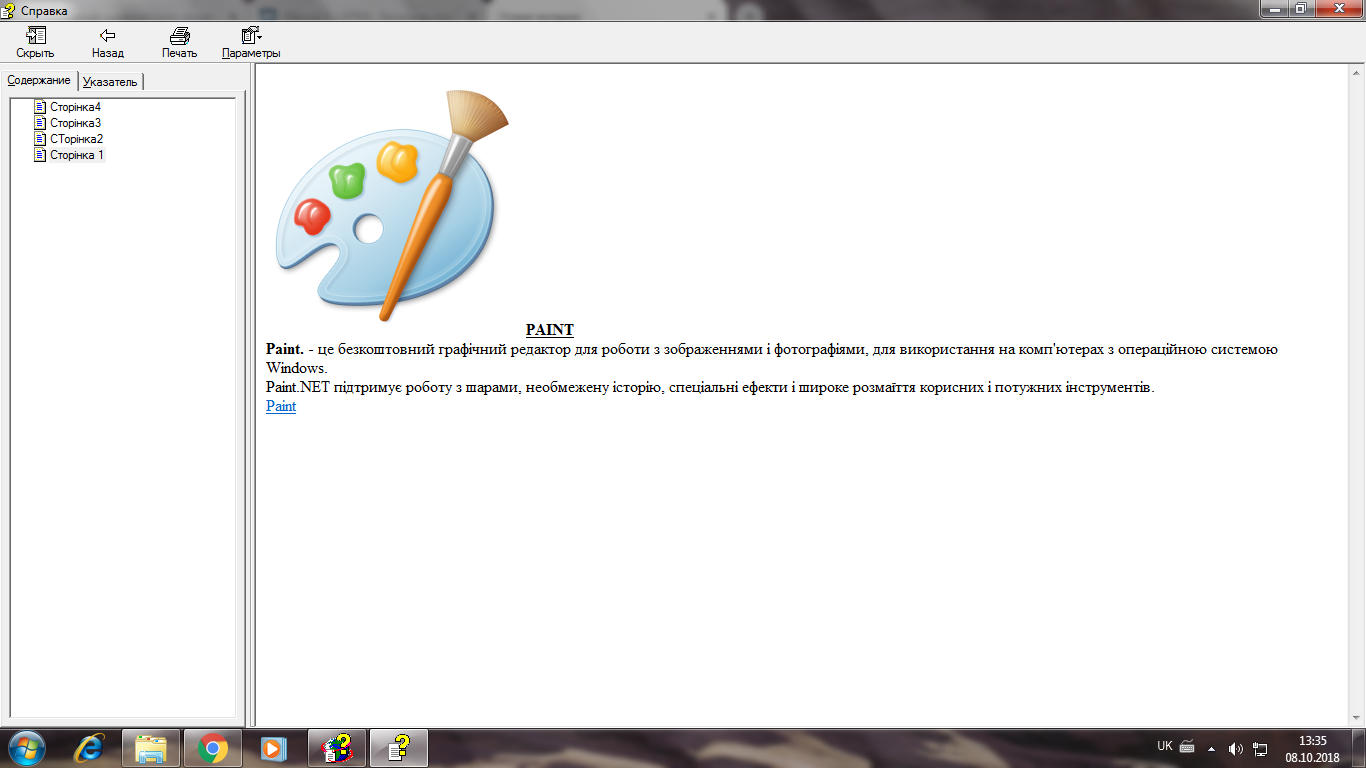 Справка
Скрыть Назад Печать Параметры
Содержание Указатель
Сторінка4
Сторінка3
СТорінка2
Сторінка 1
PAINT
Paint. - це безкоштовний графічний редактор для роботи з зображеннями і фотографіями, для використання на комп'ютерах з операційною системою
Windows.
Paint.NET підтримує роботу з шарами, необмежену історію, спеціальні ефекти і широке розмаїття корисних і потужних інструментів.
Paint
UK
13:35
08.10.2018